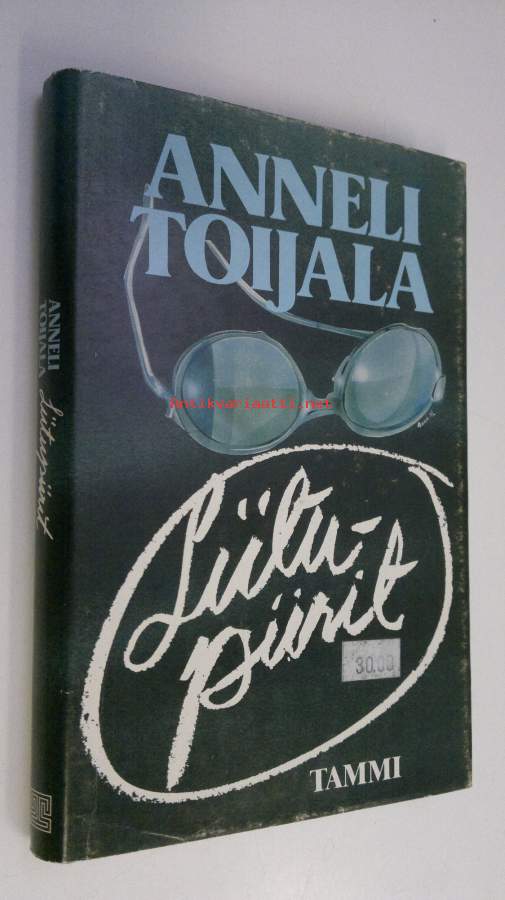 ANNELI
TOIJALA
antikvariaatti.net
Liitu-
piirit
30.00
TAMMI
ANNELI
TOIJALA
Liitupiirit